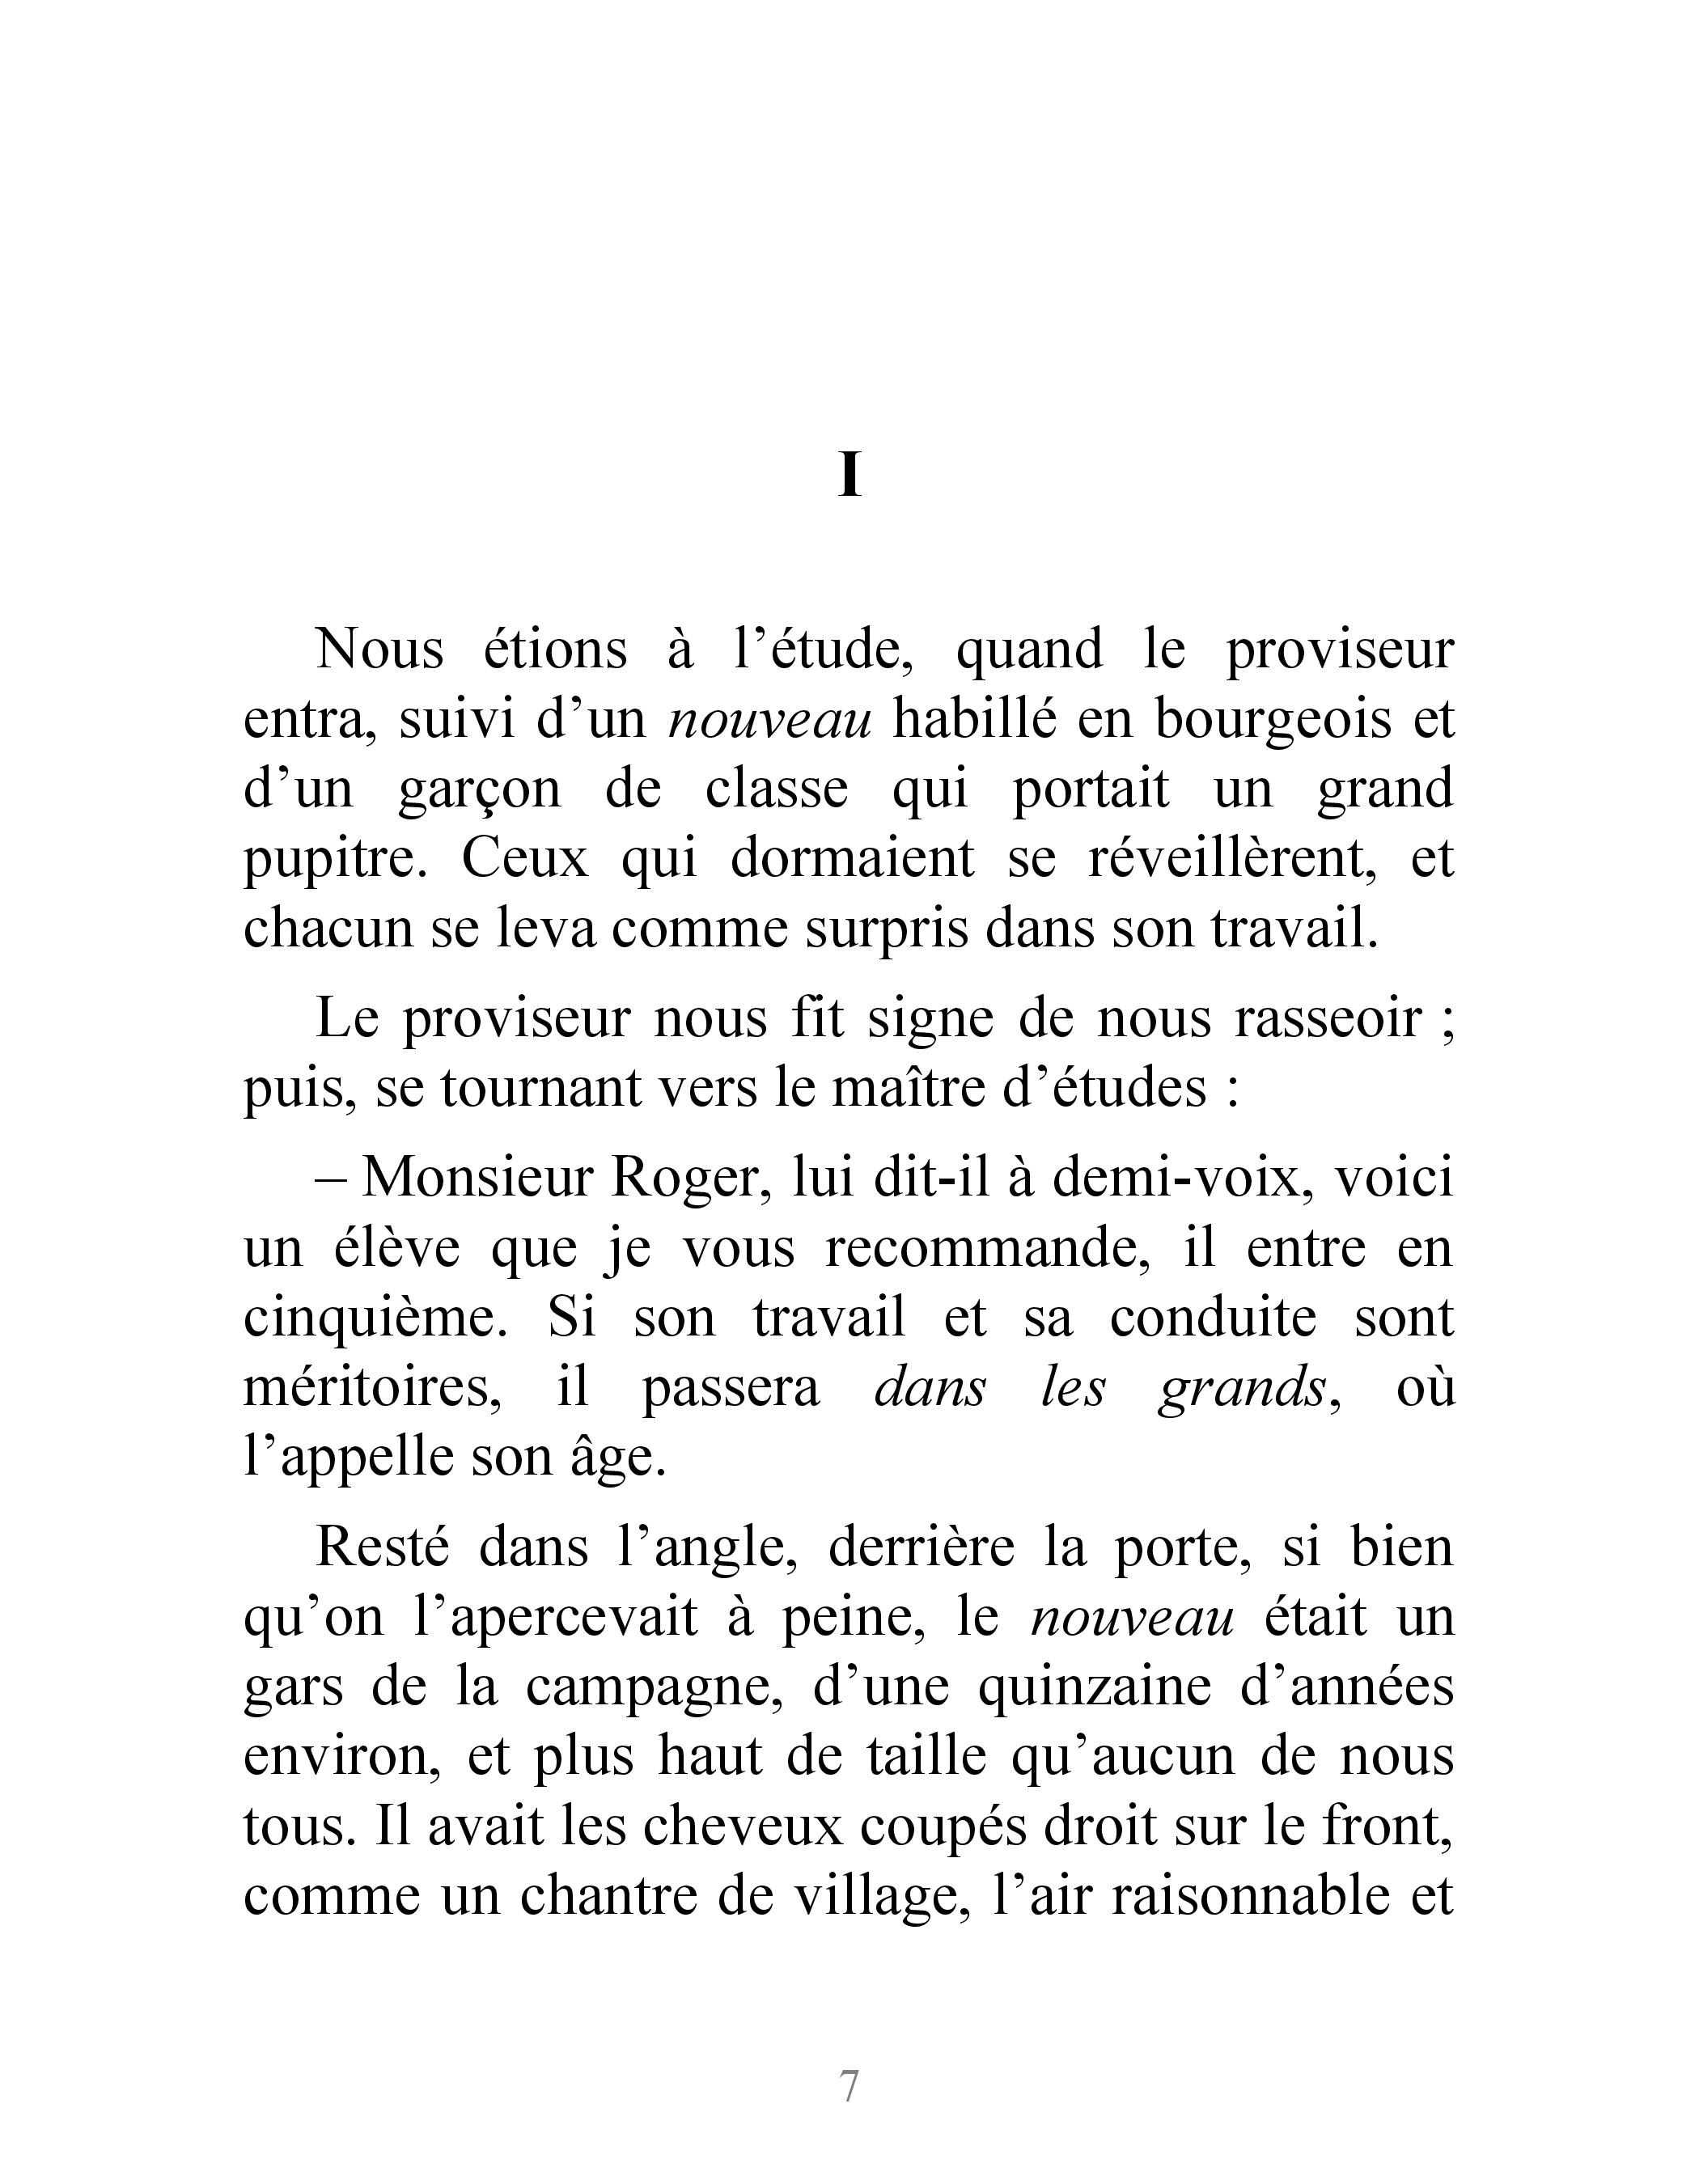 I
Nous étions à l’étude, quand le proviseur
entra, suivi d’un nouveau habillé en bourgeois et
d’un garçon de classe qui portait un grand
pupitre. Ceux qui dormaient se réveillèrent, et
chacun se leva comme surpris dans son travail.
Le proviseur nous fit signe de nous rasseoir ;
puis, se tournant vers le maître d’études :
– Monsieur Roger, lui dit-il à demi-voix, voici
un élève que je vous recommande, il entre en
cinquième. Si son travail et sa conduite sont
méritoires, il passera dans les grands, où
l’appelle son âge.
Resté dans l’angle, derrière la porte, si bien
qu’on l’apercevait à peine, le nouveau était un
gars de la campagne, d’une quinzaine d’années
environ, et plus haut de taille qu’aucun de nous
tous. Il avait les cheveux coupés droit sur le front,
comme un chantre de village, l’air raisonnable et
7